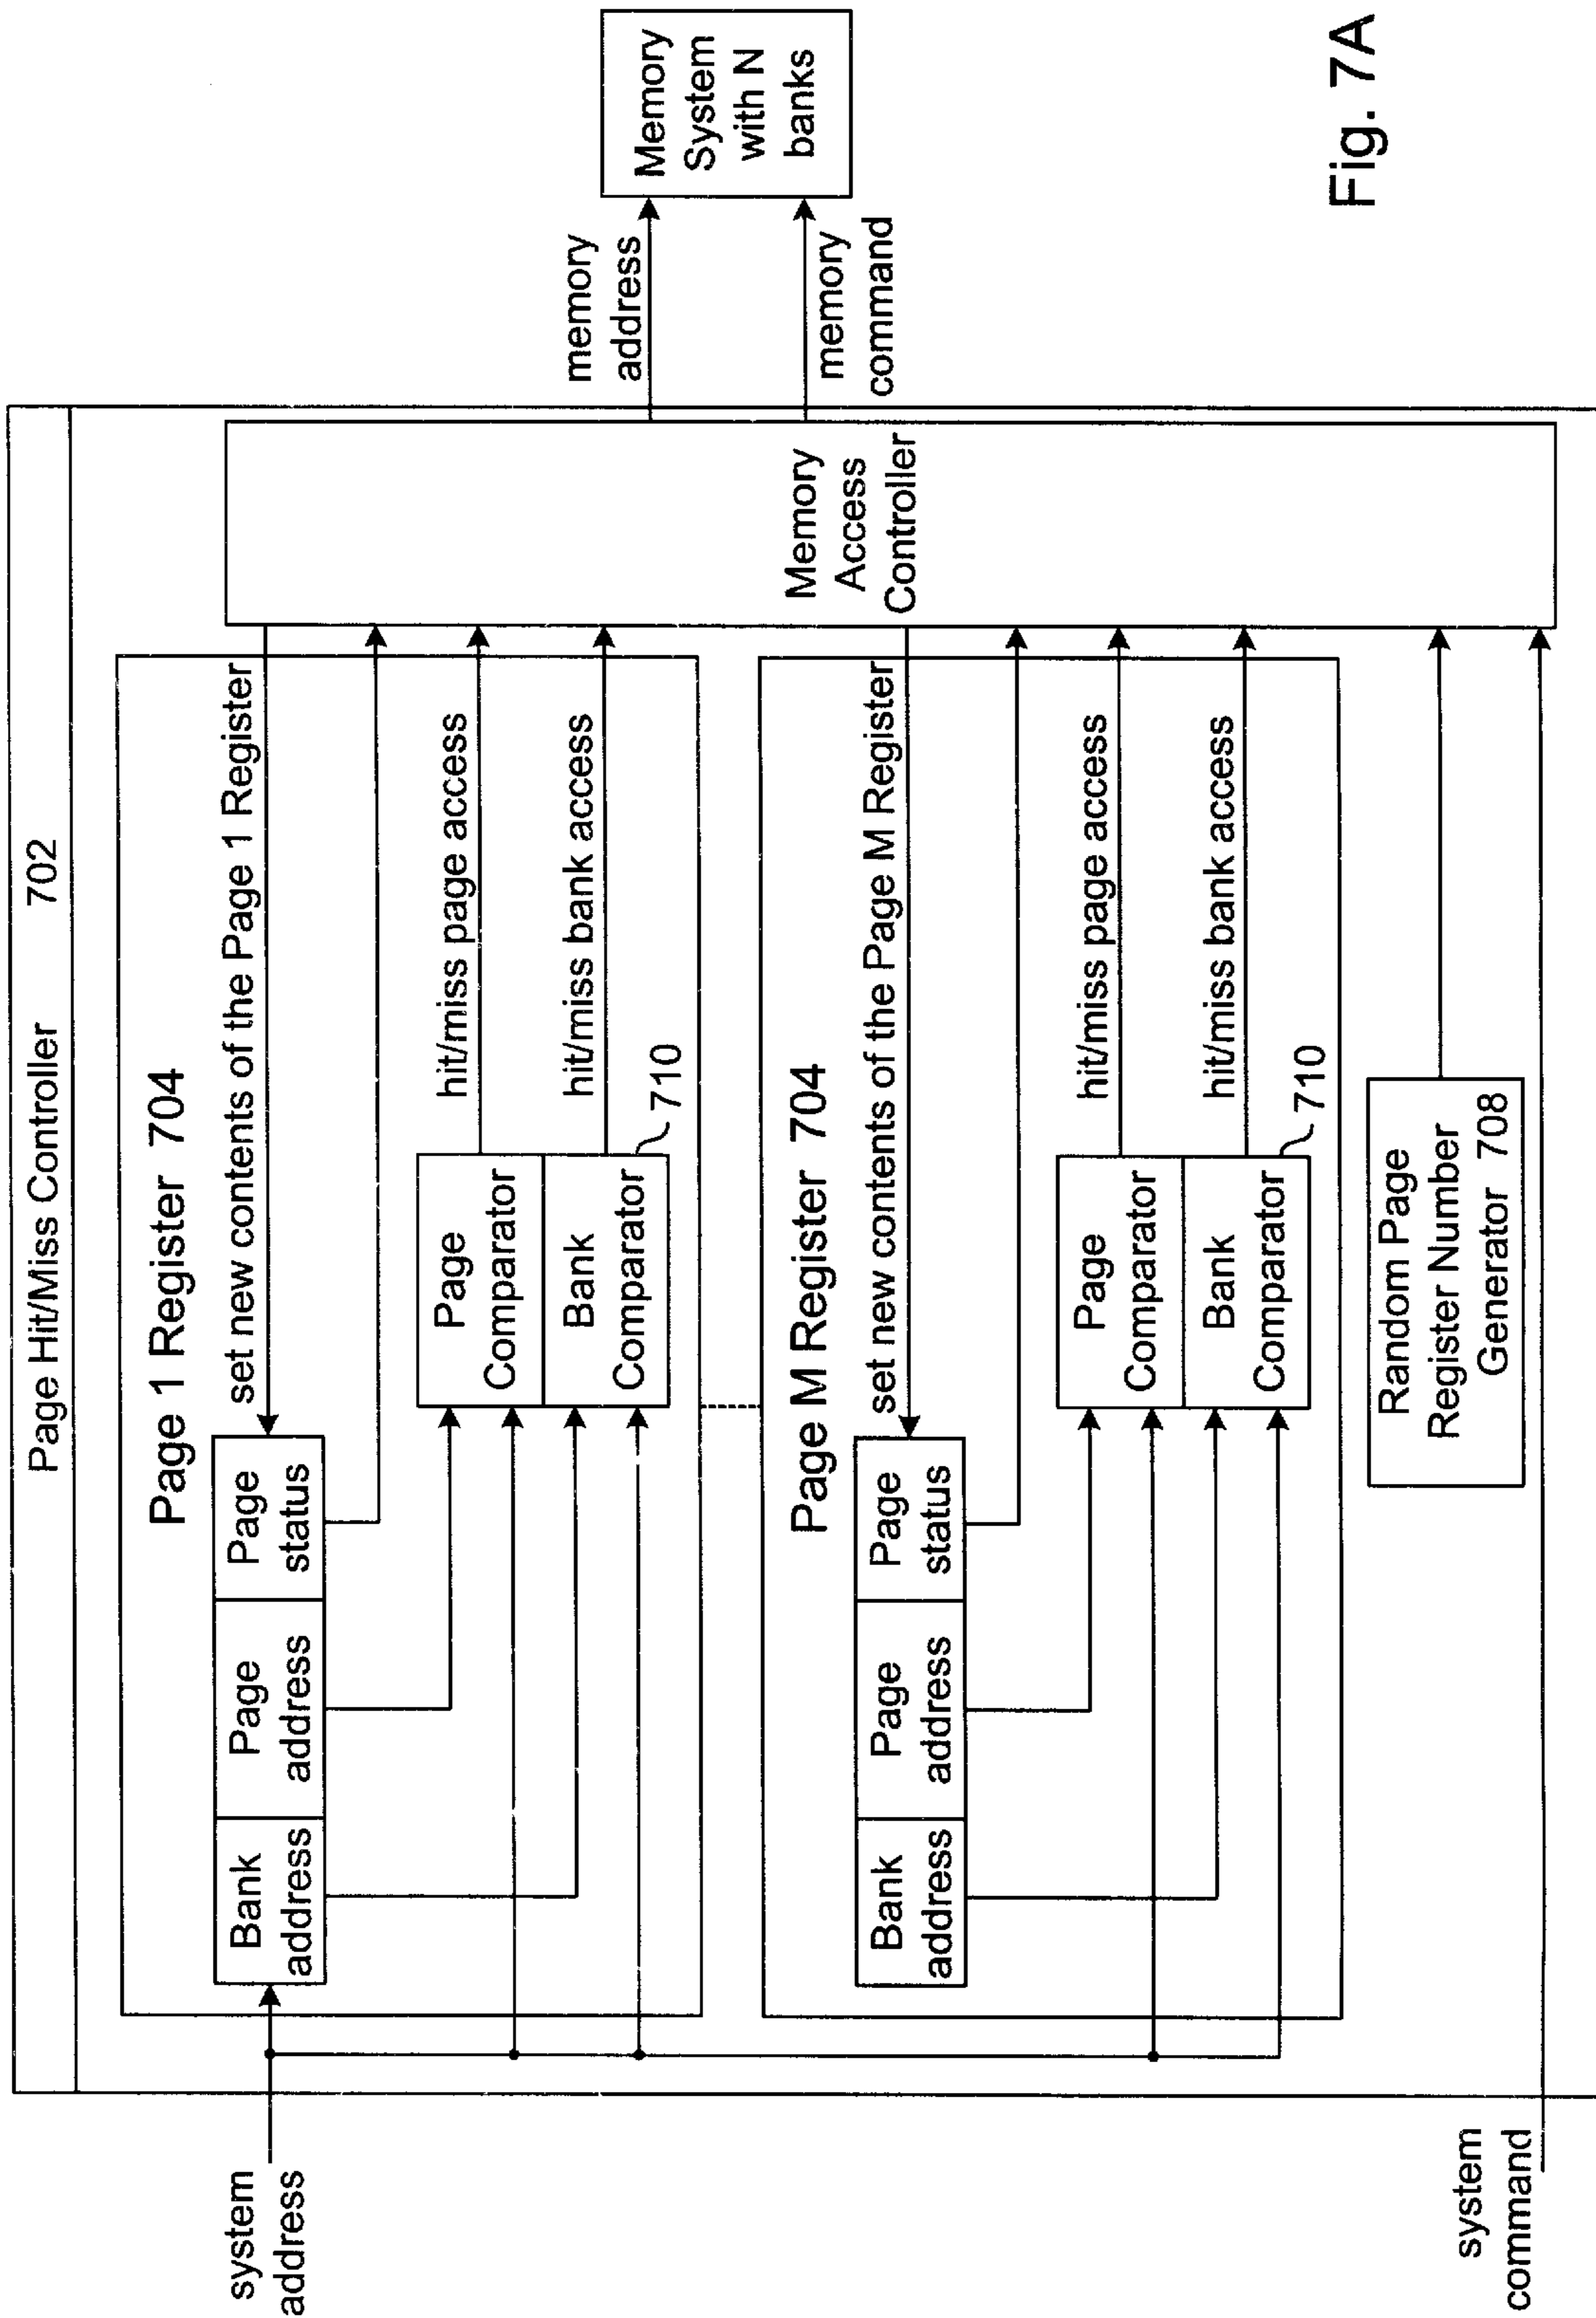 Page Hit/Miss Controller 702
system
address
Page 1 Register 704
set new contents of the Page 1 Register
Bank
address
Page
address
Page
status
Page
Comparator
hit/miss page access
Bank
Comparator
hit/miss bank access
710
Page M Register 704
set new contents of the Page M Register
Bank
address
Page
address
Page
status
Page
Comparator
hit/miss page access
Bank
Comparator
hit/miss bank access
710
Random Page
Register Number
Generator 708
system
command
Memory
Access
Controller
memory
address
memory
command
Memory
System
with N
banks
Fig. 7A